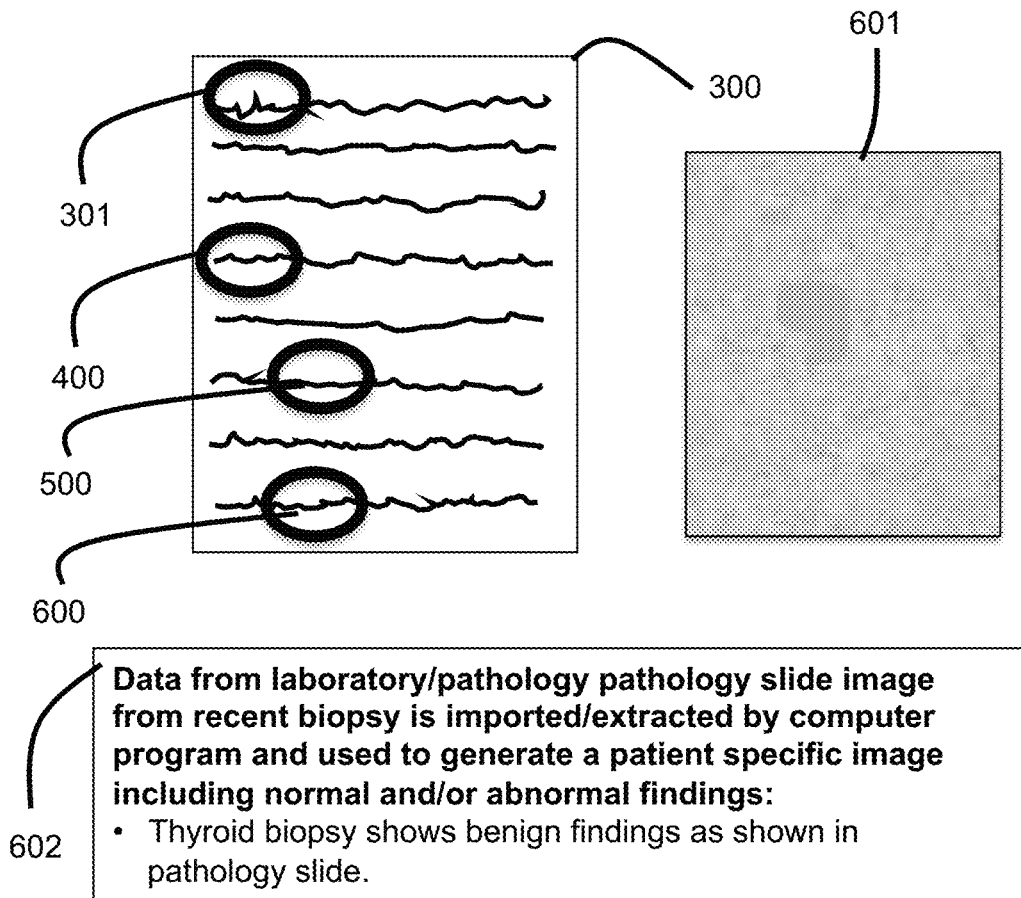 601
300
301
400
500
600
602
Data from laboratory/pathology pathology slide image
from recent biopsy is imported/extracted by computer
program and used to generate a patient specific image
including normal and/or abnormal findings:
• Thyroid biopsy shows benign findings as shown in
pathology slide.